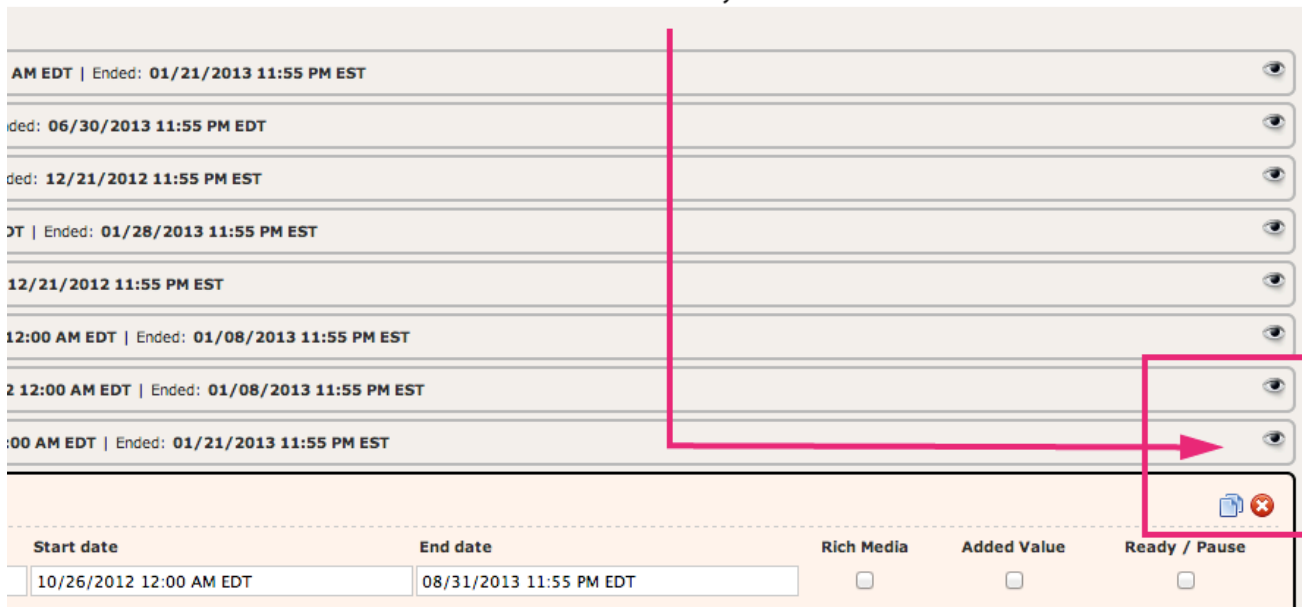 AM EDT | Ended: 01/21/2013 11:55 PM EST
ded: 06/30/2013 11:55 PM EDT
ded: 12/21/2012 11:55 PM EST
DT | Ended: 01/28/2013 11:55 PM EST
12/21/2012 11:55 PM EST
12:00 AM EDT | Ended: 01/08/2013 11:55 PM EST
2 12:00 AM EDT | Ended: 01/08/2013 11:55 PM EST
:00 AM EDT | Ended: 01/21/2013 11:55 PM EST
Start date End date Rich Media Added Value Ready / Pause
10/26/2012 12:00 AM EDT 08/31/2013 11:55 PM EDT